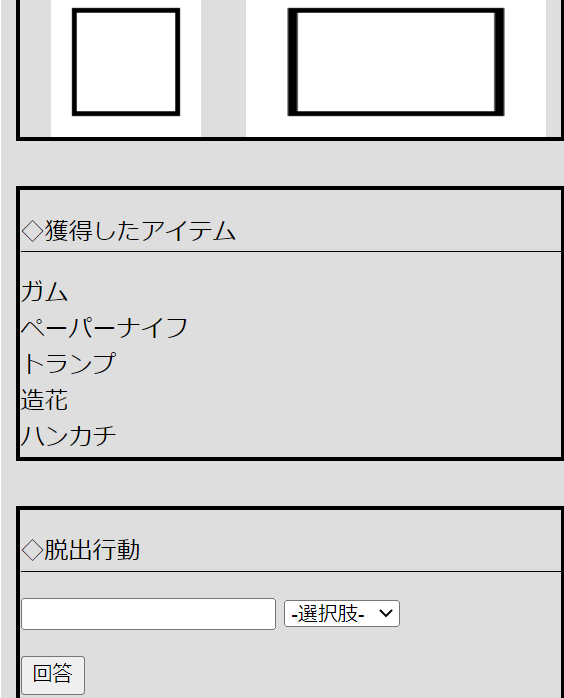 ◇獲得したアイテム
ガム
ペーパーナイフ
トランプ
造花
ハンカチ
◇脱出行動
-選択肢-
回答